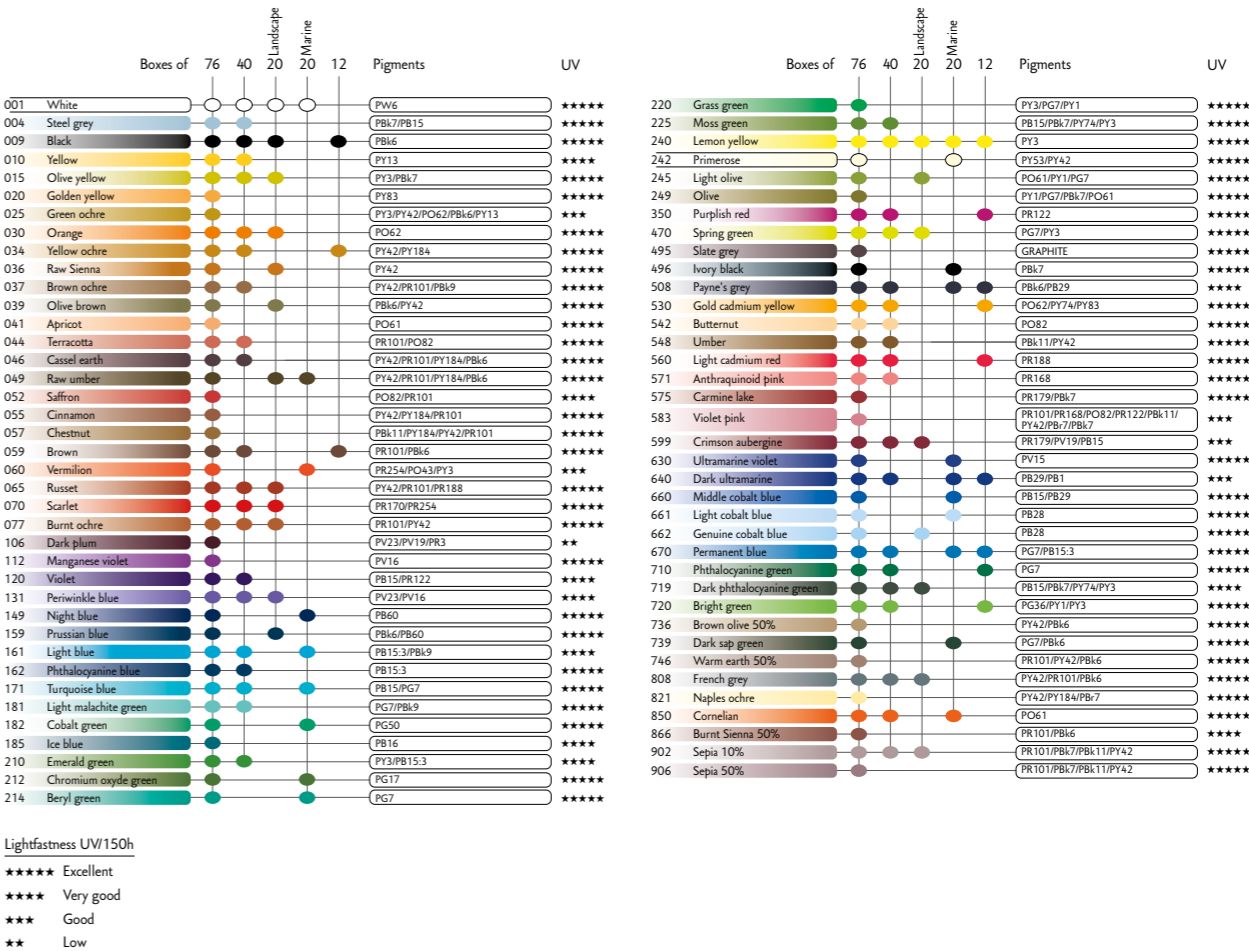 Boxes of 76 40 20 Landscape 20 Marine 12 Pigments UV
001 White PW6 ★★★★★
004 Steel grey PBk7/PB15 ★★★★★
009 Black PBk6 ★★★★★
010 Yellow PY13 ★★★★
015 Olive yellow PY3/PBk7 ★★★★★
020 Golden yellow PY83 ★★★★★
025 Green ochre PY3/PY42/PO62/PBk6/PY13 ★★★
030 Orange PO62 ★★★★★
034 Yellow ochre PY42/PY184 ★★★★★
036 Raw Sienna PY42 ★★★★★
037 Brown ochre PY42/PR101/PBk9 ★★★★★
039 Olive brown PBk6/PY42 ★★★★★
041 Apricot PO61 ★★★★★
044 Terracotta PR101/PO82 ★★★★★
046 Cassel earth PY42/PR101/PY184/PBk6 ★★★★★
049 Raw umber PY42/PR101/PY184/PBk6 ★★★★★
052 Saffron PO82/PR101 ★★★★
055 Cinnamon PY42/PY184/PR101 ★★★★★
057 Chestnut PBk11/PY184/PY42/PR101 ★★★★★
059 Brown PR101/PBk6 ★★★★★
060 Vermilion PR254/PO43/PY3 ★★★
065 Russet PY42/PR101/PR188 ★★★★★
070 Scarlet PR170/PR254 ★★★★★
077 Burnt ochre PR101/PY42 ★★★★★
106 Dark plum PV23/PV19/PR3 ★★
112 Manganese violet PV16 ★★★★★
120 Violet PB15/PR122 ★★★★
131 Periwinkle blue PV23/PV16 ★★★★
149 Night blue PB60 ★★★★★
159 Prussian blue PBk6/PB60 ★★★★★
161 Light blue PB15:3/PBk9 ★★★★
162 Phthalocyanine blue PB15:3 ★★★★★
171 Turquoise blue PB15/PG7 ★★★★★
181 Light malachite green PG7/PBk9 ★★★★★
182 Cobalt green PG50 ★★★★★
185 Ice blue PB16 ★★★★
210 Emerald green PY3/PB15:3 ★★★★
212 Chromium oxyde green PG17 ★★★★★
214 Beryl green PG7 ★★★★★
Lightfastness UV/150h
★★★★★ Excellent
★★★★ Very good
★★★ Good
★★ Low
Boxes of 76 40 20 Landscape 20 Marine 12 Pigments UV
220 Grass green PY3/PG7/PY1 ★★★★★
225 Moss green PB15/PBk7/PY74/PY3 ★★★★★
240 Lemon yellow PY3 ★★★★★
242 Primerose PY53/PY42 ★★★★★
245 Light olive PO61/PY1/PG7 ★★★★★
249 Olive PY1/PG7/PBk7/PO61 ★★★★★
350 Purplish red PR122 ★★★★★
470 Spring green PG7/PY3 ★★★★★
495 Slate grey GRAPHITE ★★★★★
496 Ivory black PBk7 ★★★★★
508 Payne's grey PBk6/PB29 ★★★★
530 Gold cadmium yellow PO62/PY74/PY83 ★★★★★
542 Butternut PO82 ★★★★★
548 Umber PBk11/PY42 ★★★★★
560 Light cadmium red PR188 ★★★★★
571 Anthraquinoid pink PR168 ★★★★★
575 Carmine lake PR179/PBk7 ★★★★★
583 Violet pink PR101/PR168/PO82/PR122/PBk11/
PY42/PBr7/PBk7 ★★★
599 Crimson aubergine PR179/PV19/PB15 ★★★
630 Ultramarine violet PV15 ★★★★★
640 Dark ultramarine PB29/PB1 ★★★
660 Middle cobalt blue PB15/PB29 ★★★★★
661 Light cobalt blue PB28 ★★★★★
662 Genuine cobalt blue PB28 ★★★★★
670 Permanent blue PG7/PB15:3 ★★★★★
710 Phthalocyanine green PG7 ★★★★★
719 Dark phthalocyanine green PB15/PBk7/PY74/PY3 ★★★★
720 Bright green PG36/PY1/PY3 ★★★★★
736 Brown olive 50% PY42/PBk6 ★★★★★
739 Dark sap green PG7/PBk6 ★★★★★
746 Warm earth 50% PR101/PY42/PBk6 ★★★★★
808 French grey PY42/PR101/PBk6 ★★★★★
821 Naples ochre PY42/PY184/PBr7 ★★★★★
850 Cornelian PO61 ★★★★★
866 Burnt Sienna 50% PR101/PBk6 ★★★★
902 Sepia 10% PR101/PBk7/PBk11/PY42 ★★★★★
906 Sepia 50% PR101/PBk7/PBk11/PY42 ★★★★★